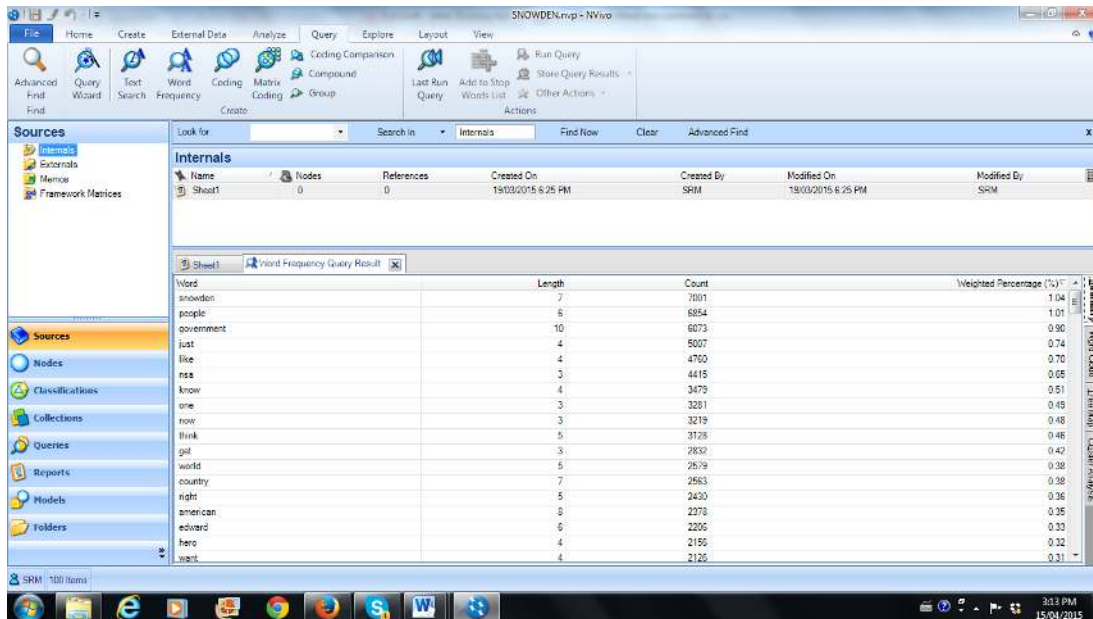 SNOWDEN.nvp - NVivo
File Home Create External Data Analyze Query Explore Layout View
Advanced Find
Query Wizard
Text Search
Word Frequency
Coding
Matrix Coding
Coding Comparison
Compound
Group
Last Run Query
Add to Stop Words List
Run Query
Store Query Results
Other Actions
Find Create Actions
Sources
Internals
Externals
Memos
Framework Matrices
Look for Search In Internals Find Now Clear Advanced Find X
Internals
Name Nodes References Created On Created By Modified On Modified By
Sheet1 0 0 19/03/2015 6:25 PM SRM 19/03/2015 6:25 PM SRM
Sheet1 Word Frequency Query Result
Word Length Count Weighted Percentage (%)
snowden 7 7001 1.04
people 6 6854 1.01
government 10 6073 0.90
just 4 5007 0.74
like 4 4760 0.70
nsa 3 4415 0.65
know 4 3479 0.51
one 3 3281
now 3 3219 0.48
think 5 3128 0.46
get 3 2832 0.42
world 5 2579 0.38
country 7 2563 0.38
right 5 2430 0.36
american 8 2378 0.35
edward 6 2206 0.33
hero 4 2156 0.32
want 4 2126 0.31
Sources
Nodes
Classifications
Collections
Queries
Reports
Models
Folders
Summary
Tree Map
Cluster Analysis
SRM 100 Items
3:13 PM
15/04/2015